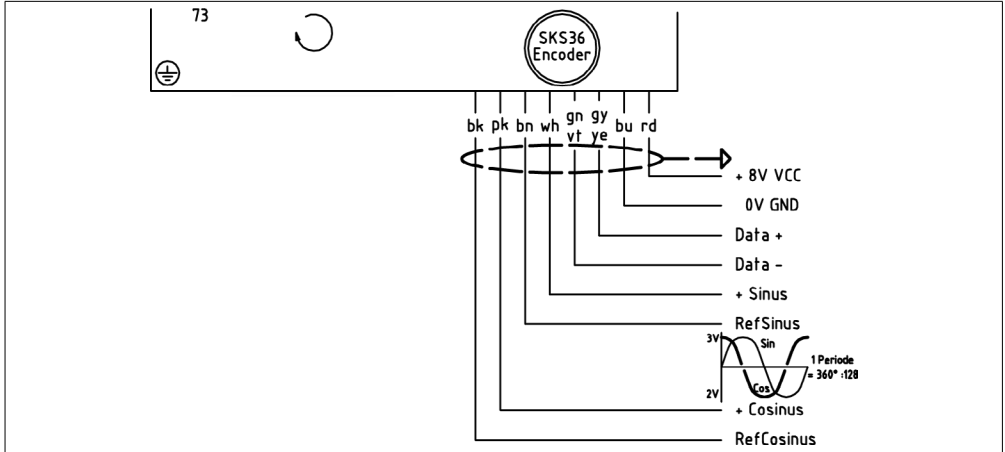 73
SKS36
Encoder
bk pk bn wh gn gy bu rd
vt ye
+ 8V VCC
0V GND
Data +
Data -
+ Sinus
RefSinus
3V
Sin
1 Periode
= 360° :128
Cos
2V
+ Cosinus
RefCosinus